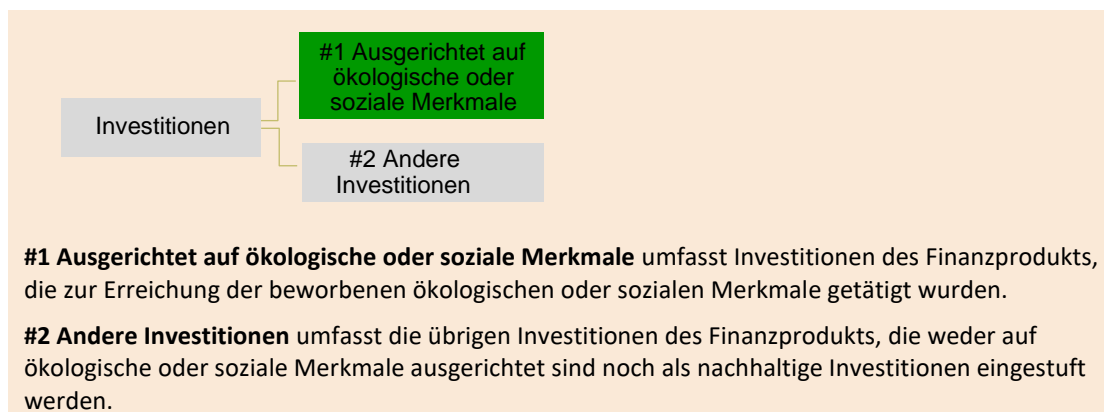 #1 Ausgerichtet auf
ökologische oder
soziale Merkmale
Investitionen
#2 Andere
Investitionen
#1 Ausgerichtet auf ökologische oder soziale Merkmale umfasst Investitionen des Finanzprodukts,
die zur Erreichung der beworbenen ökologischen oder sozialen Merkmale getätigt wurden.
#2 Andere Investitionen umfasst die übrigen Investitionen des Finanzprodukts, die weder auf
ökologische oder soziale Merkmale ausgerichtet sind noch als nachhaltige Investitionen eingestuft
werden.